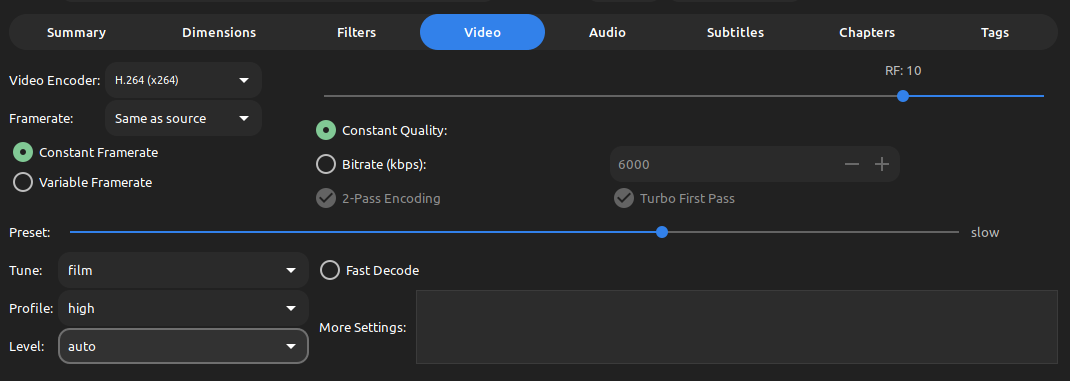 Summary Dimensions Filters Video Audio Subtitles Chapters Tags
RF: 10
Video Encoder: H.264 (x264)
Framerate: Same as source
Constant Framerate
Variable Framerate
Constant Quality:
Bitrate (kbps): 6000
2-Pass Encoding Turbo First Pass
Preset: slow
Tune: film Fast Decode
Profile: high
Level: auto
More Settings: